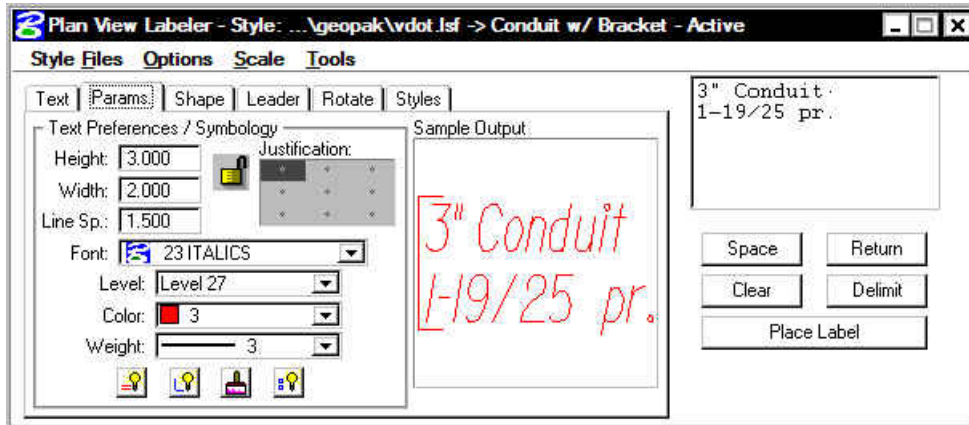 Plan View Labeler - Style: ...\geopak\vdot.lsf -> Conduit w/ Bracket - Active
Style Files Options Scale Tools
Text Params. Shape Leader Rotate Styles
Text Preferences / Symbology
Height: 3.000
Width: 2.000
Line Sp.: 1.500
Justification:
Font: 23 ITALICS
Level: Level 27
Color: 3
Weight: 3
Sample Output
3" Conduit
1-19/25 pr.
3" Conduit
1-19/25 pr.
Space Return
Clear Delimit
Place Label